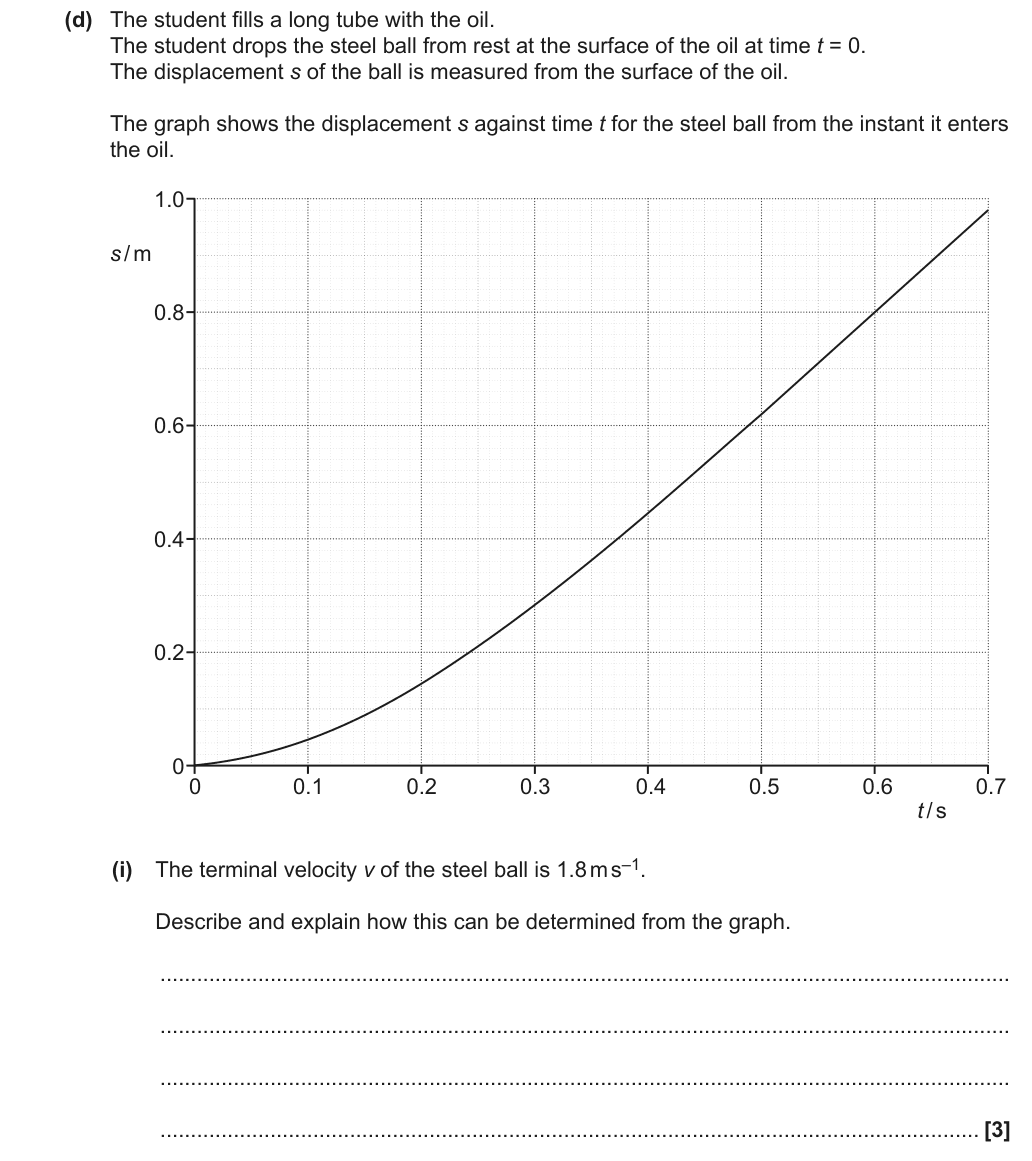 (d) The student fills a long tube with the oil.
The student drops the steel ball from rest at the surface of the oil at time t = 0.
The displacement s of the ball is measured from the surface of the oil.
The graph shows the displacement s against time t for the steel ball from the instant it enters
the oil.
1.0
s/m
0.8
0.6
0.4
0.2
0
0 0.1 0.2 0.3 0.4 0.5 0.6 0.7
t/s
(i) The terminal velocity v of the steel ball is 1.8 m s⁻¹.
Describe and explain how this can be determined from the graph.
[3]